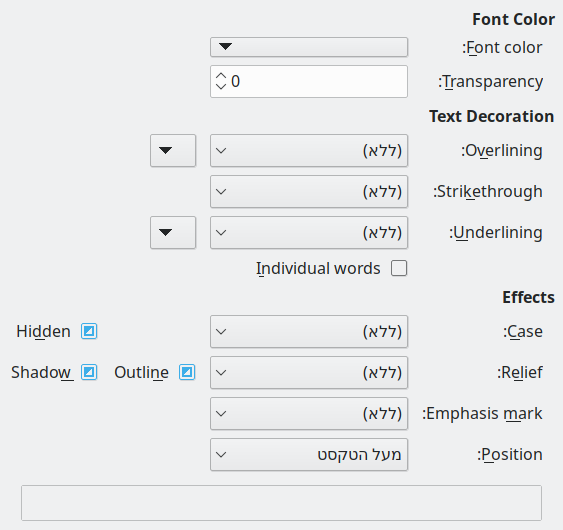 Font Color
Font color:
Transparency: 0
Text Decoration
Overlining: (ללא)
Strikethrough: (ללא)
Underlining: (ללא)
Individual words
Effects
Case: (ללא) Hidden
Relief: (ללא) Outline Shadow
Emphasis mark: (ללא)
Position: מעל הטקסט